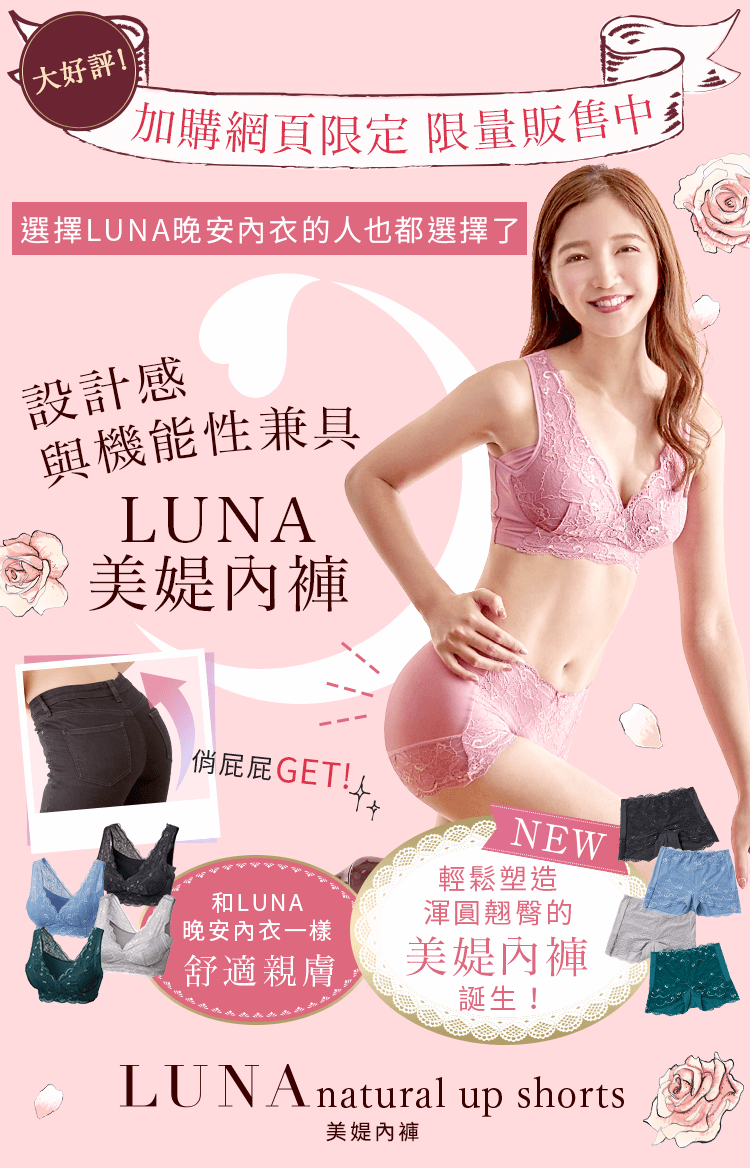 大好評!
加購網頁限定 限量販售中
選擇LUNA晚安內衣的人也都選擇了
設計感
與機能性兼具
LUNA
美媞內褲
俏屁屁GET!
NEW
輕鬆塑造
渾圓翹臀的
美媞內褲
誕生！
和LUNA
晚安內衣一樣
舒適親膚
LUNA natural up shorts
美媞內褲